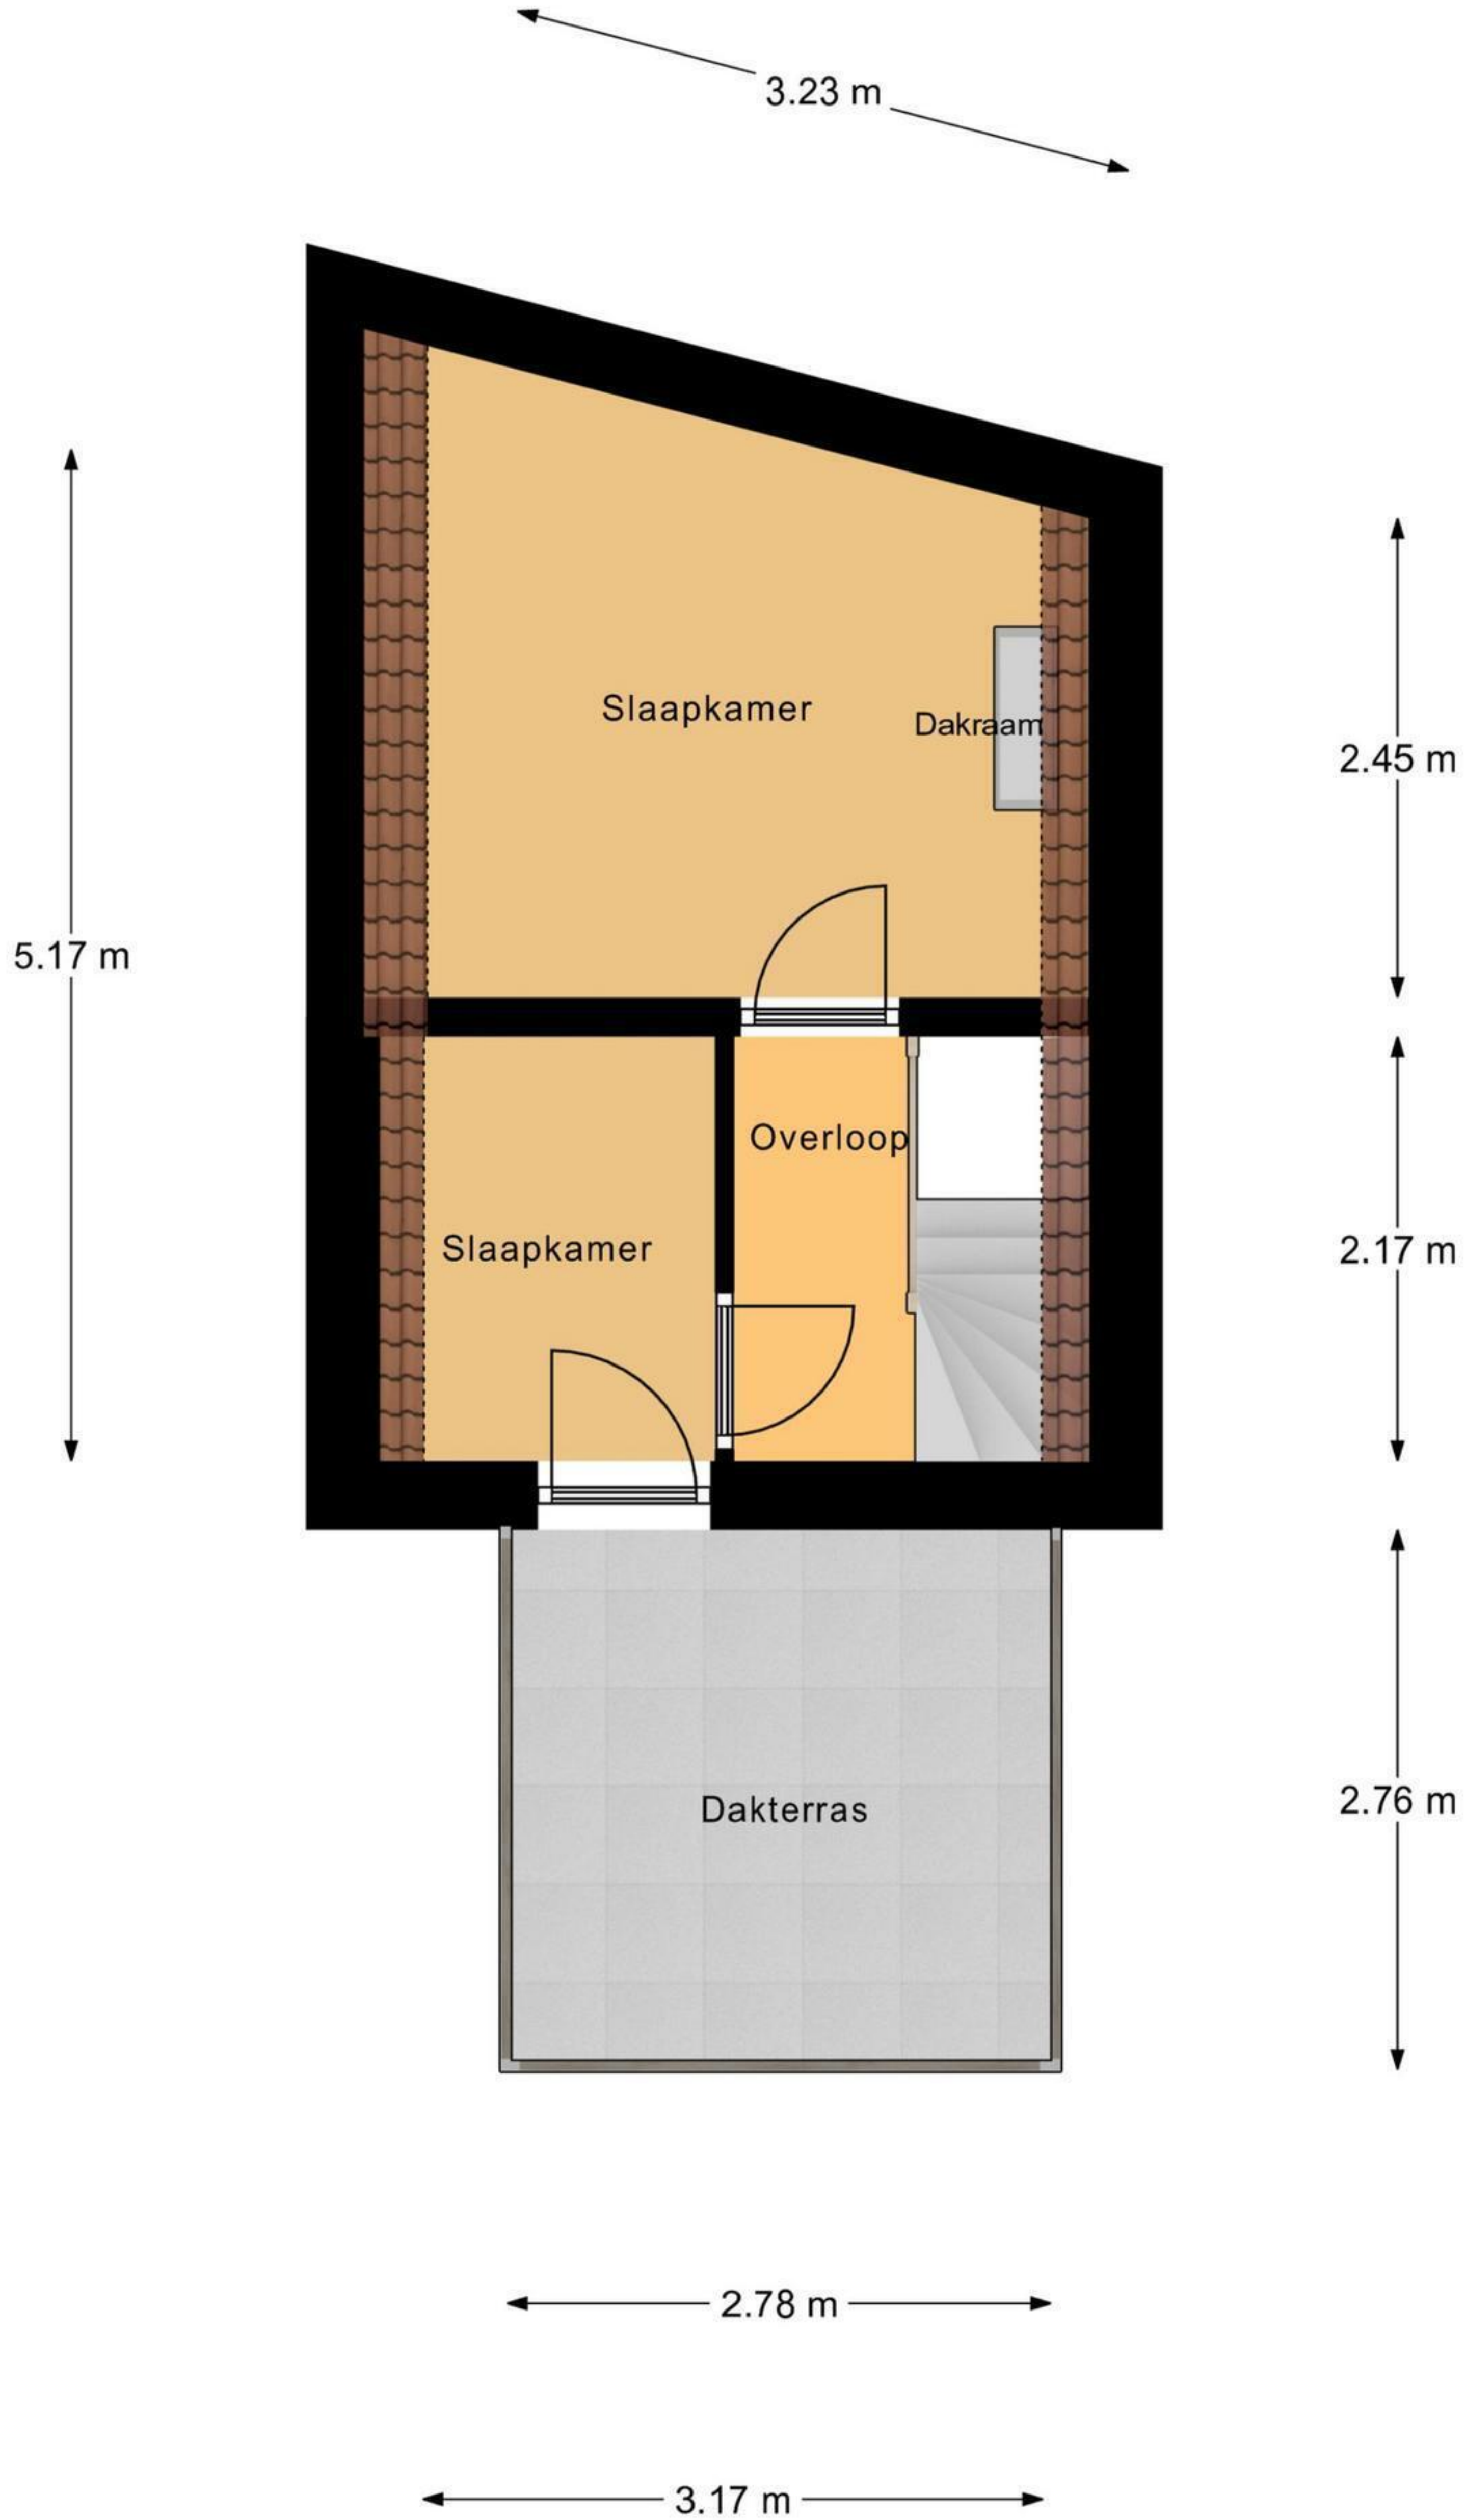 3.23 m
Slaapkamer
Dakraam
2.45 m
5.17 m
Overloop
Slaapkamer
2.17 m
Dakterras
2.76 m
2.78 m
3.17 m